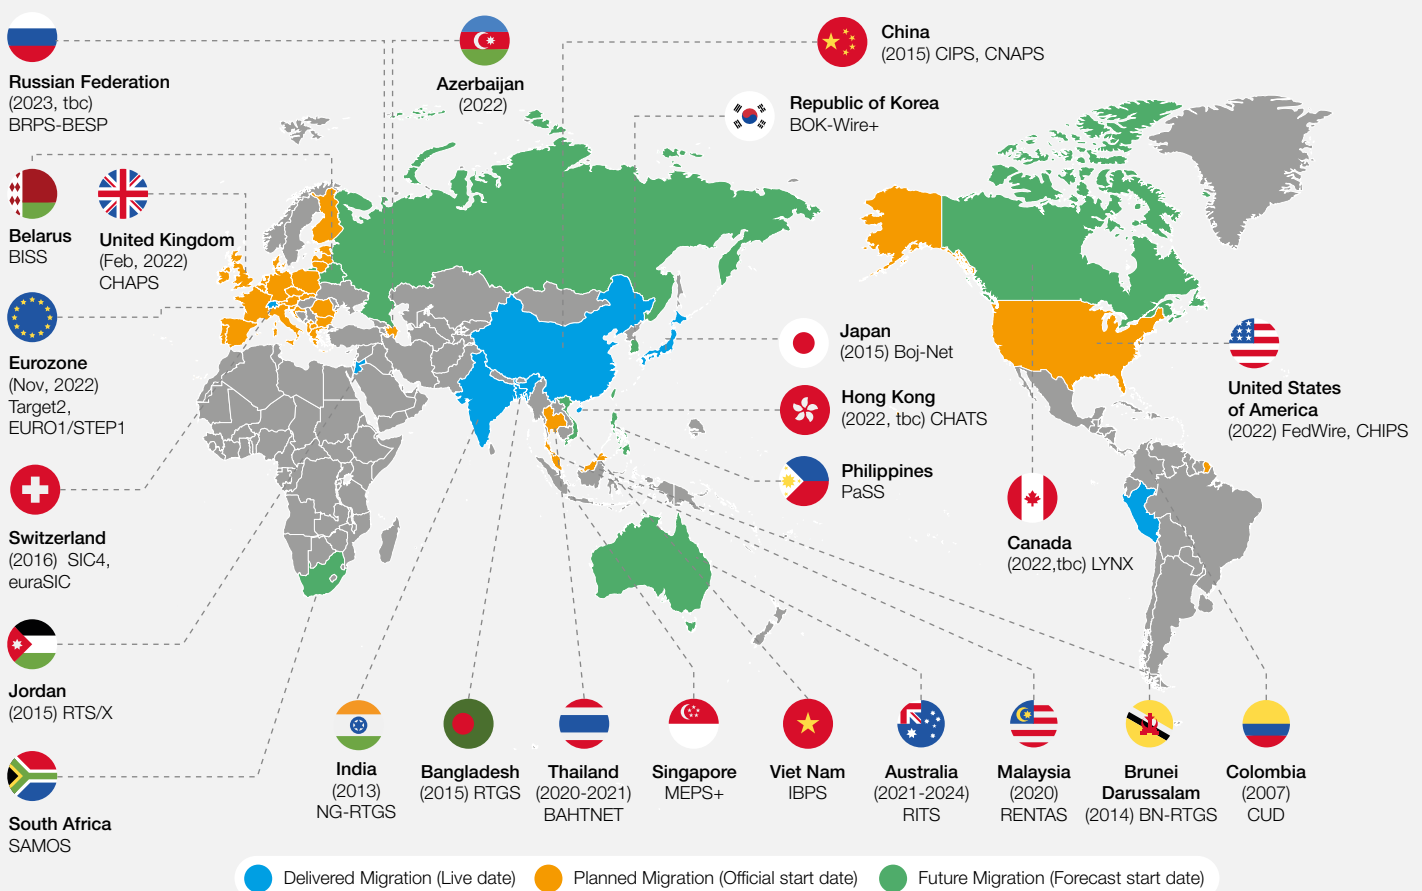 Russian Federation
(2023, tbc)
BRPS-BESP
Azerbaijan
(2022)
China
(2015) CIPS, CNAPS
Republic of Korea
BOK-Wire+
Belarus
BISS
United Kingdom
(Feb, 2022)
CHAPS
Eurozone
(Nov, 2022)
Target2,
EURO1/STEP1
Japan
(2015) Boj-Net
Hong Kong
(2022, tbc) CHATS
Philippines
PaSS
United States
of America
(2022) FedWire, CHIPS
Canada
(2022,tbc) LYNX
Switzerland
(2016) SIC4,
euraSIC
Jordan
(2015) RTS/X
South Africa
SAMOS
India
(2013)
NG-RTGS
Bangladesh
(2015) RTGS
Thailand
(2020-2021)
BAHTNET
Singapore
MEPS+
Viet Nam
IBPS
Australia
(2021-2024)
RITS
Malaysia
(2020)
RENTAS
Brunei
Darussalam
(2014) BN-RTGS
Colombia
(2007)
CUD
Delivered Migration (Live date)
Planned Migration (Official start date)
Future Migration (Forecast start date)